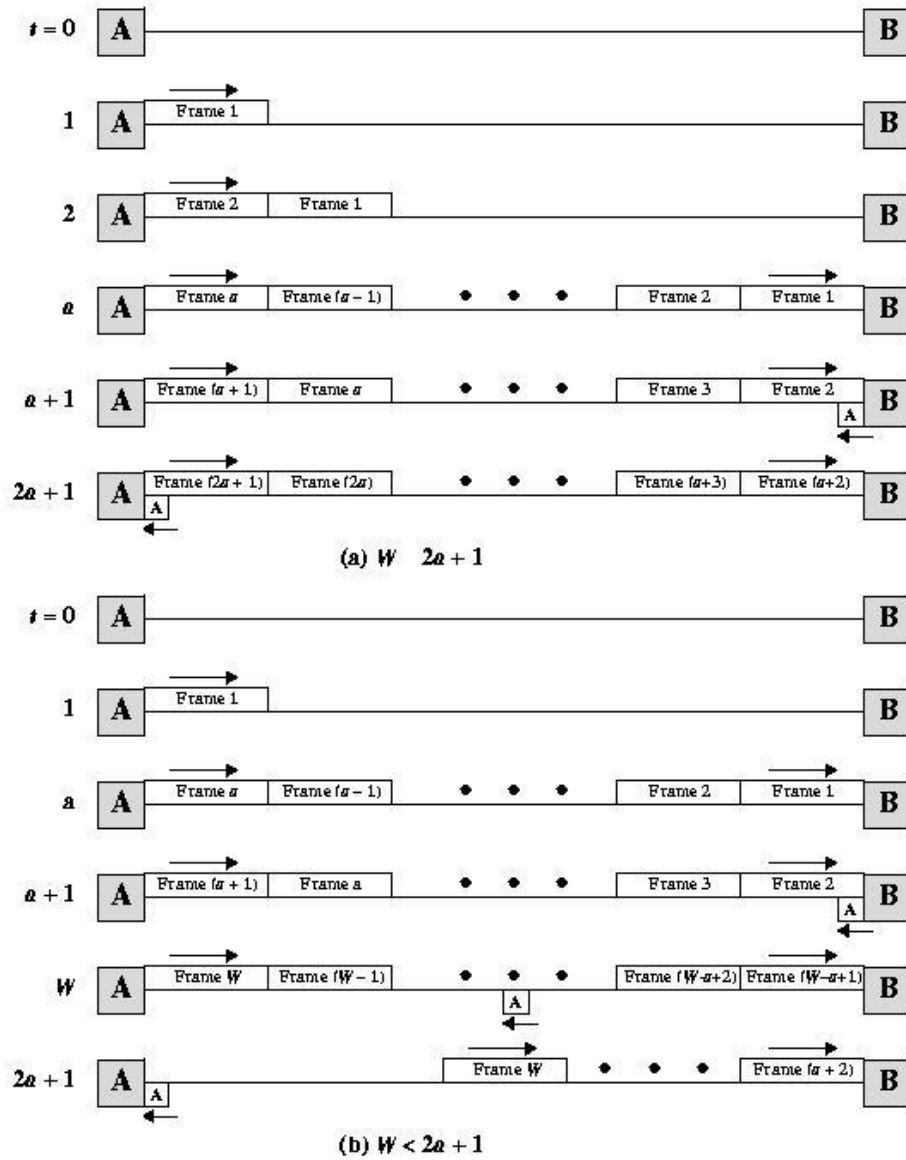 t = 0 A B
1 A Frame 1 B
2 A Frame 2 Frame 1 B
a A Frame a Frame (a – 1) Frame 2 Frame 1 B
a + 1 A Frame (a + 1) Frame a Frame 3 Frame 2 B
A
2a + 1 A Frame (2a + 1) Frame (2a) Frame (a+3) Frame (a+2) B
A
(a) W 2a + 1
t = 0 A B
1 A Frame 1 B
a A Frame a Frame (a – 1) Frame 2 Frame 1 B
a + 1 A Frame (a + 1) Frame a Frame 3 Frame 2 B
A
W A Frame W Frame (W – 1) Frame (W-a+2) Frame (W–a+1) B
A
2a + 1 A Frame W Frame (a + 2) B
A
(b) W < 2a + 1